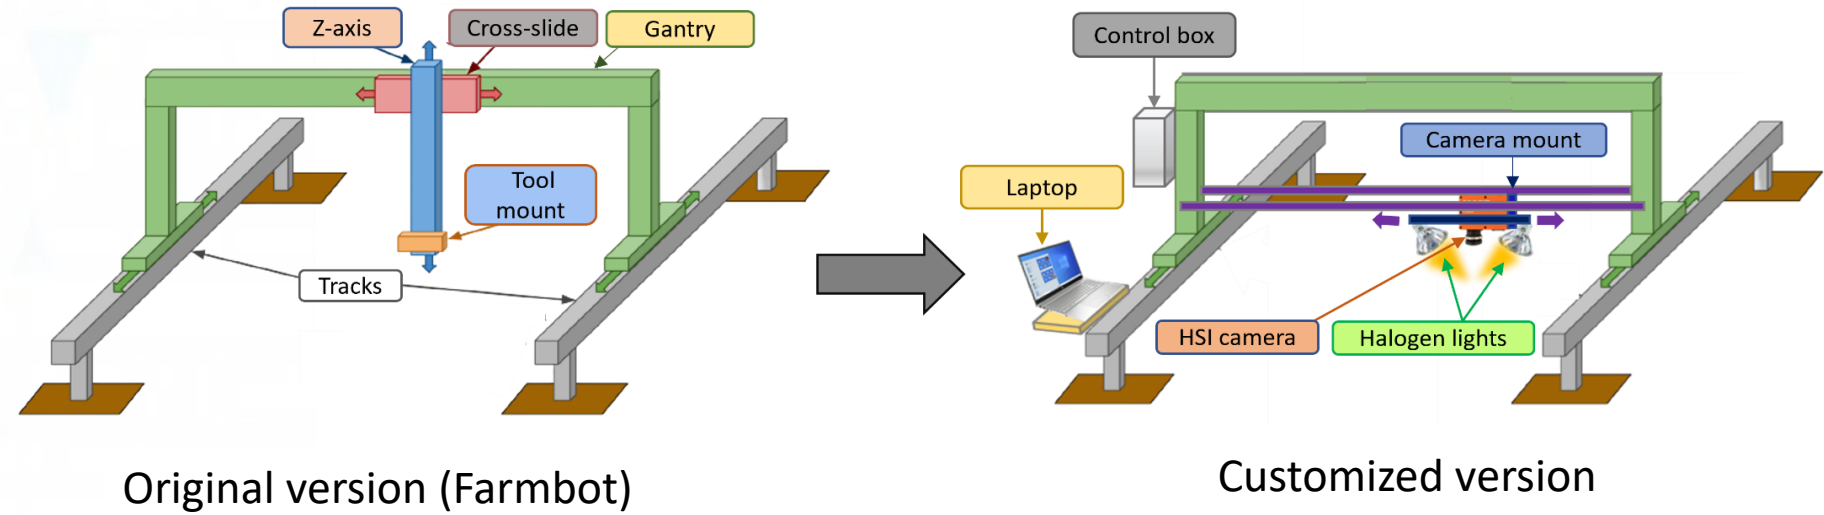 Z-axis
Cross-slide
Gantry
Tool
mount
Tracks
Original version (Farmbot)
Control box
Camera mount
Laptop
HSI camera
Halogen lights
Customized version